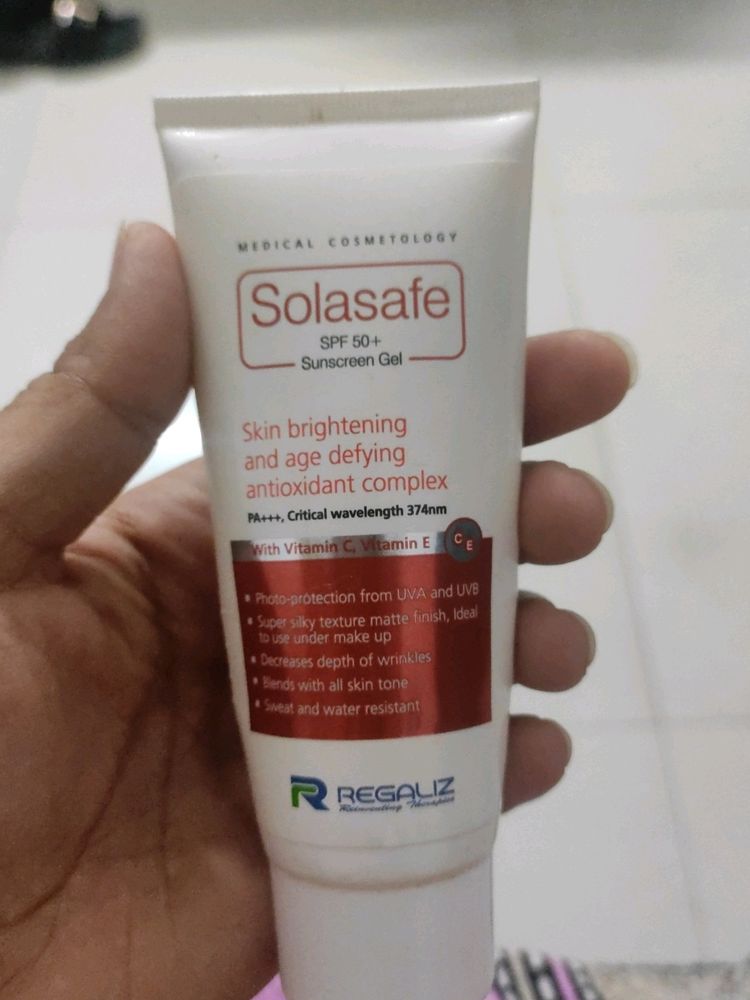 MEDICAL COSMETOLOGY
Solasafe
SPF 50+
Sunscreen Gel
Skin brightening
and age defying
antioxidant complex
PA+++, Critical wavelength 374nm
With Vitamin C, Vitamin E
C E
• Photo-protection from UVA and UVB
• Super silky texture matte finish, Ideal
to use under make up
• Decreases depth of wrinkles
• Blends with all skin tone
• Sweat and water resistant
REGALIZ
Reinventing Therapies